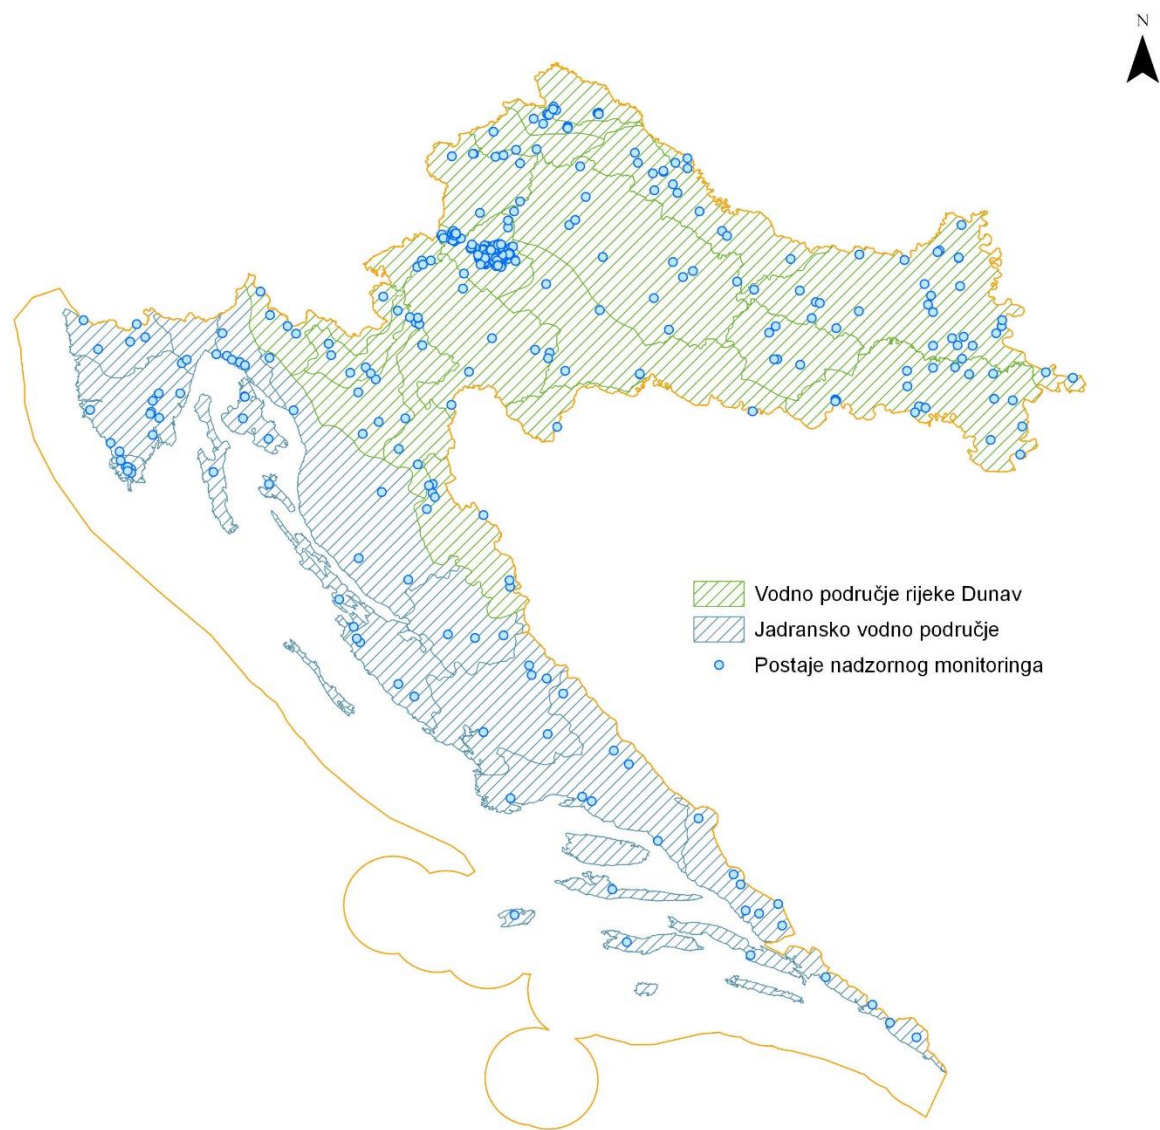 N
Vodno područje rijeke Dunav
Jadransko vodno područje
Postaje nadzornog monitoringa